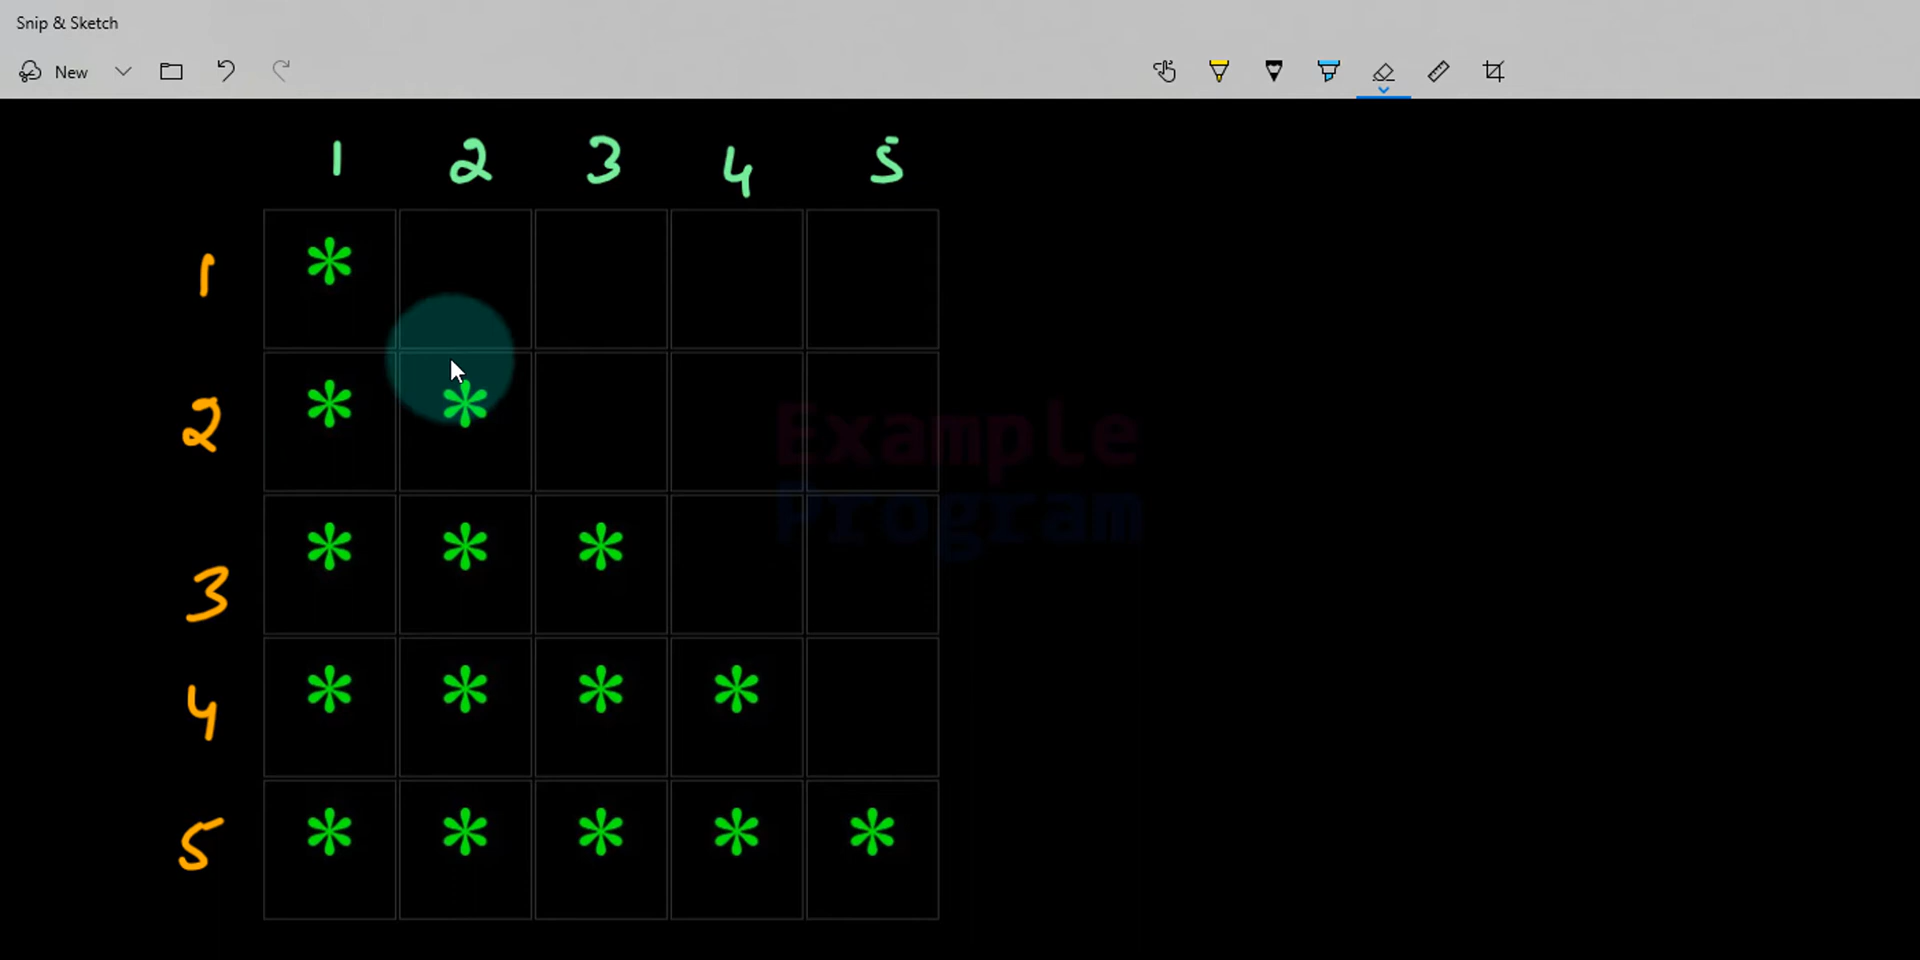 Snip & Sketch
New
1 2 3 4 5
1 *
2 * *
Example
Program
3 * * *
4 * * * *
5 * * * * *